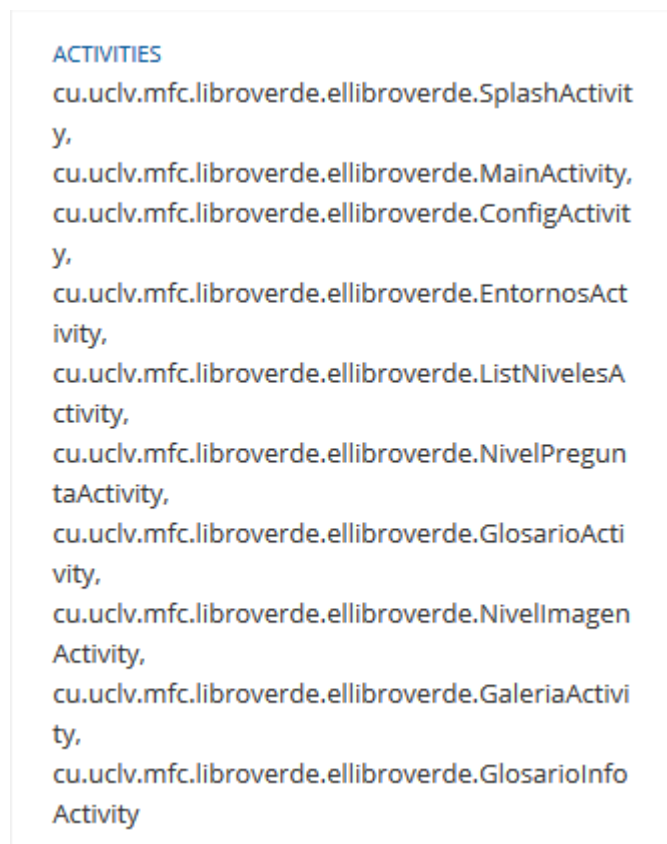 ACTIVITIES
cu.uclv.mfc.libroverde.ellibroverde.SplashActivit
y,
cu.uclv.mfc.libroverde.ellibroverde.MainActivity,
cu.uclv.mfc.libroverde.ellibroverde.ConfigActivit
y,
cu.uclv.mfc.libroverde.ellibroverde.EntornosAct
ivity,
cu.uclv.mfc.libroverde.ellibroverde.ListNivelesA
ctivity,
cu.uclv.mfc.libroverde.ellibroverde.NivelPregun
taActivity,
cu.uclv.mfc.libroverde.ellibroverde.GlosarioActi
vity,
cu.uclv.mfc.libroverde.ellibroverde.NivelImagen
Activity,
cu.uclv.mfc.libroverde.ellibroverde.GaleriaActivi
ty,
cu.uclv.mfc.libroverde.ellibroverde.GlosarioInfo
Activity